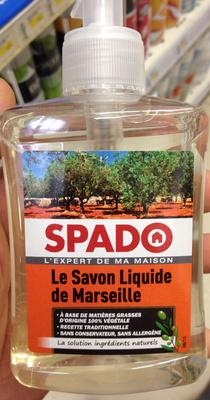 SPADO
L'EXPERT DE MA MAISON
Le Savon Liquide
de Marseille
• À BASE DE MATIÈRES GRASSES
D'ORIGINE 100% VÉGÉTALE
• RECETTE TRADITIONNELLE
• SANS CONSERVATEUR, SANS ALLERGÈNE
La solution ingrédients naturels